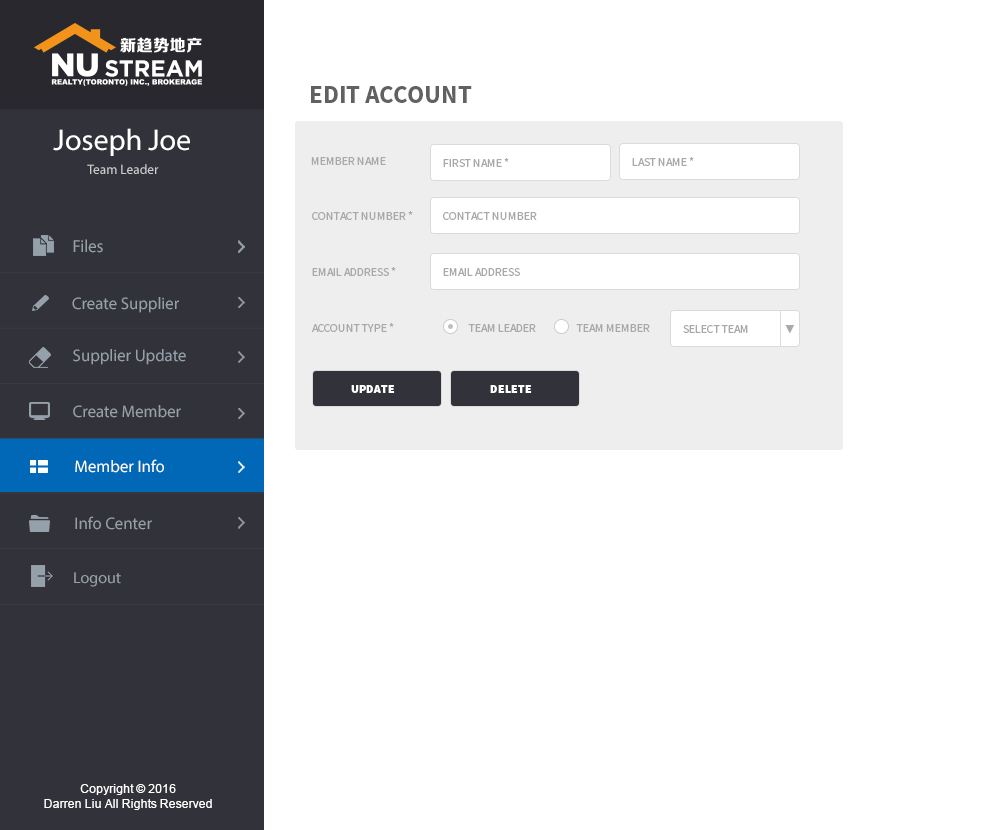 新趋势地产
NU STREAM
REALTY(TORONTO) INC., BROKERAGE
Joseph Joe
Team Leader
Files
Create Supplier
Supplier Update
Create Member
Member Info
Info Center
Logout
Copyright © 2016
Darren Liu All Rights Reserved
EDIT ACCOUNT
MEMBER NAME FIRST NAME * LAST NAME *
CONTACT NUMBER * CONTACT NUMBER
EMAIL ADDRESS * EMAIL ADDRESS
ACCOUNT TYPE * TEAM LEADER TEAM MEMBER SELECT TEAM
UPDATE DELETE